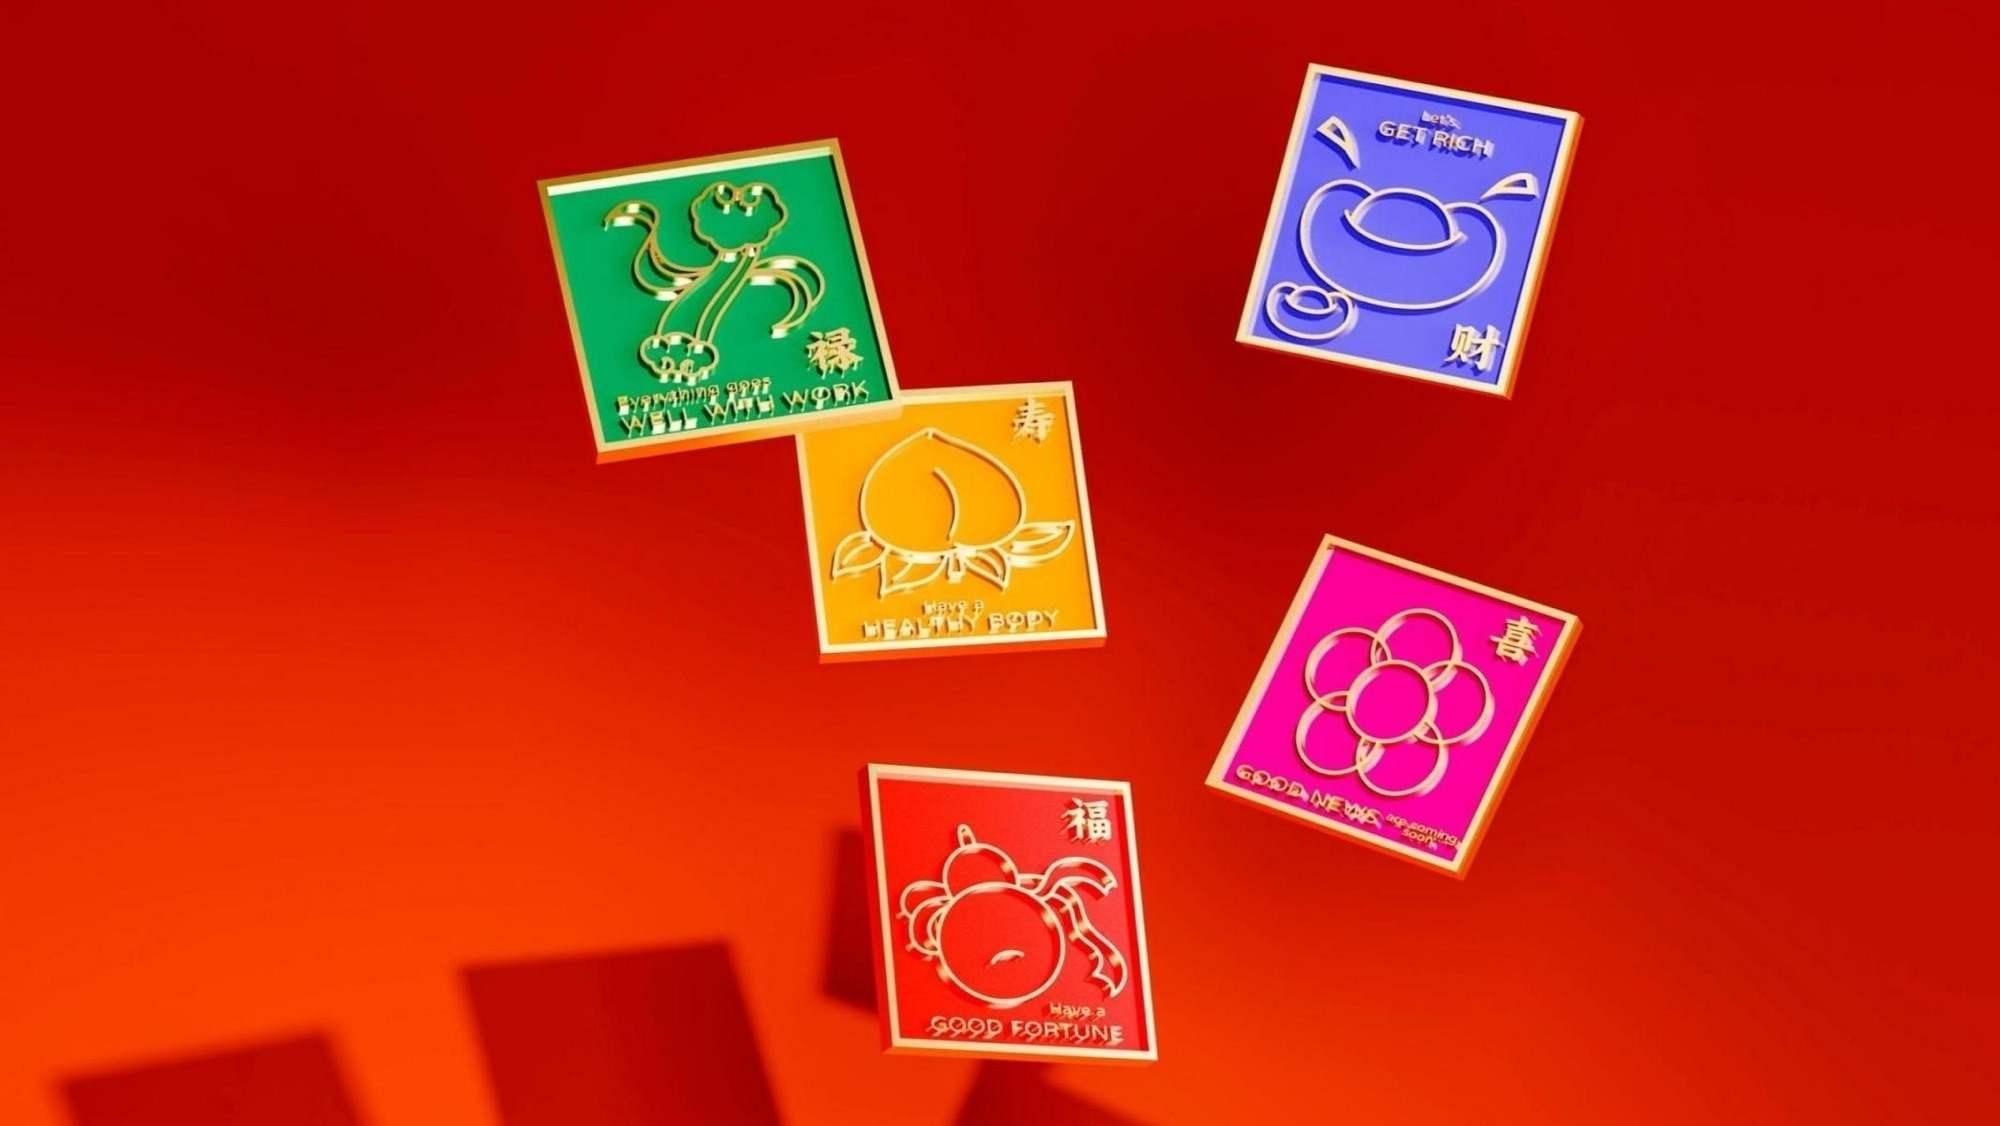 禄
Everything goes
WELL WITH WORK
Let's
GET RICH
财
寿
Have a
HEALTHY BODY
喜
GOOD NEWS
are coming
soon
福
Have a
GOOD FORTUNE